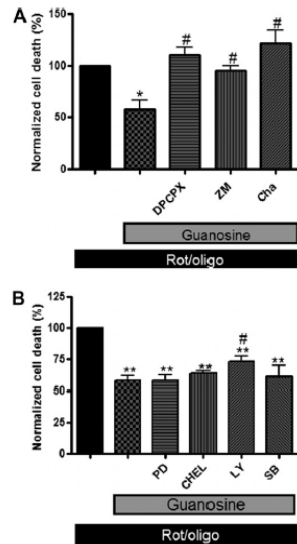 A
Normalized cell death (%)
150
100
50
0
*
#
#
#
DPCPX
ZM
Cha
Guanosine
Rot/oligo
B
Normalized cell death (%)
125
100
75
50
25
0
**
**
**
#
**
**
PD
CHEL
LY
SB
Guanosine
Rot/oligo